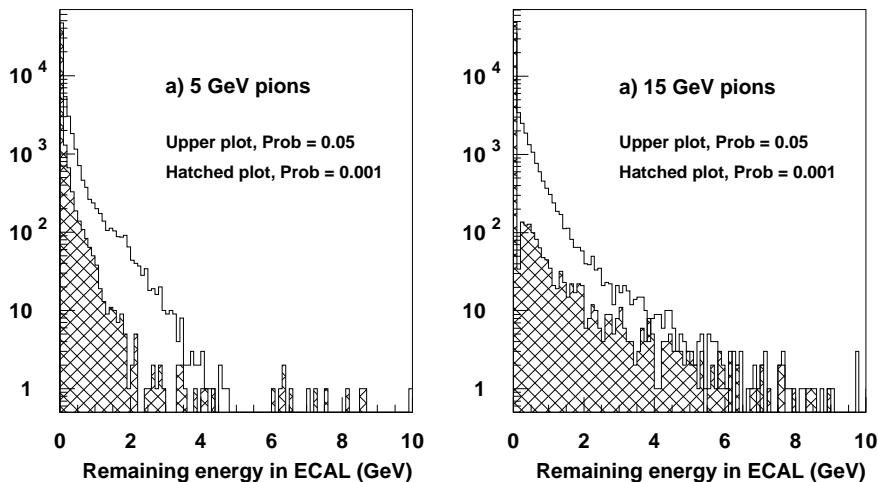 a) 5 GeV pions
Upper plot, Prob = 0.05
Hatched plot, Prob = 0.001
10 4
10 3
10 2
10
1
0 2 4 6 8 10
Remaining energy in ECAL (GeV)
a) 15 GeV pions
Upper plot, Prob = 0.05
Hatched plot, Prob = 0.001
10 4
10 3
10 2
10
1
0 2 4 6 8 10
Remaining energy in ECAL (GeV)